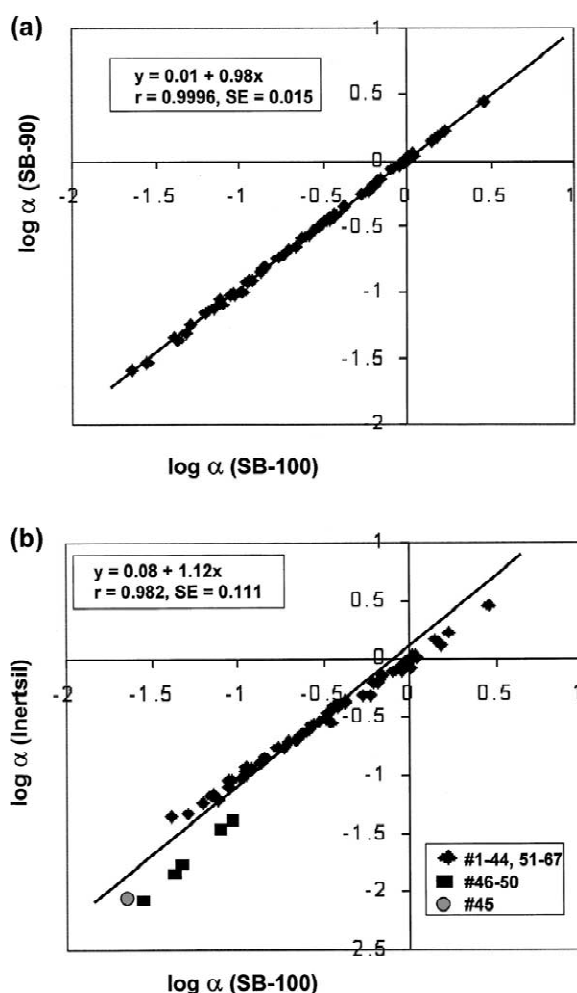 (a)
1
y = 0.01 + 0.98x
r = 0.9996, SE = 0.015
0.5
0
-2 -1.5 -1 -0.5 0 0.5 1
log α (SB-90)
-0.5
-1
-1.5
-2
log α (SB-100)
(b)
1
y = 0.08 + 1.12x
r = 0.982, SE = 0.111
0.5
0
-2 -1.5 -1 -0.5 0 0.5 1
log α (Inertsil)
-0.5
-1
-1.5
-2
2.5
#1-44, 51-67
#46-50
#45
log α (SB-100)